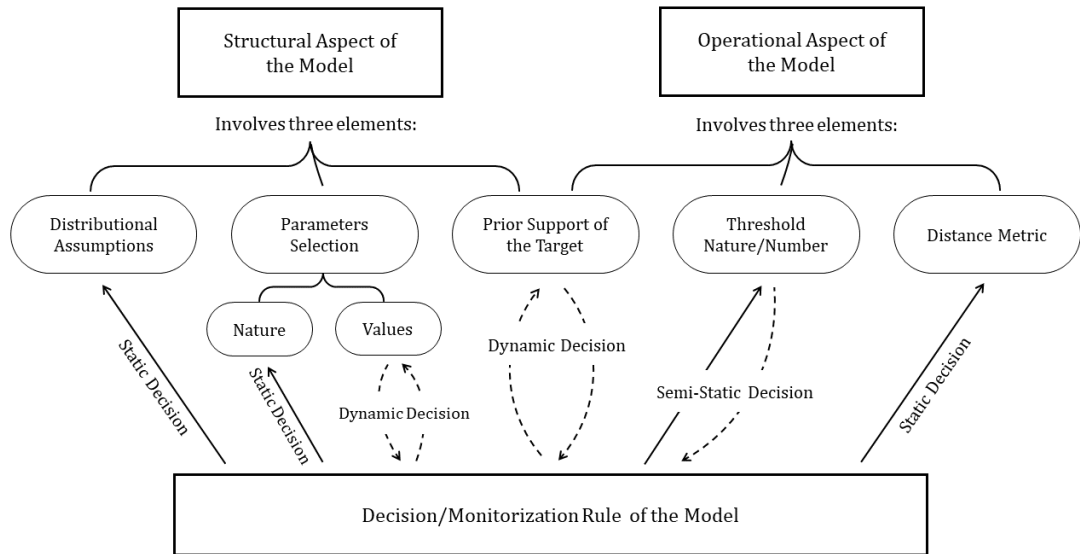 Structural Aspect of
the Model
Operational Aspect of
the Model
Involves three elements:
Involves three elements:
Distributional
Assumptions
Parameters
Selection
Prior Support of
the Target
Threshold
Nature/Number
Distance Metric
Nature
Values
Static Decision
Static Decision
Dynamic Decision
Dynamic Decision
Semi-Static Decision
Static Decision
Decision/Monitorization Rule of the Model